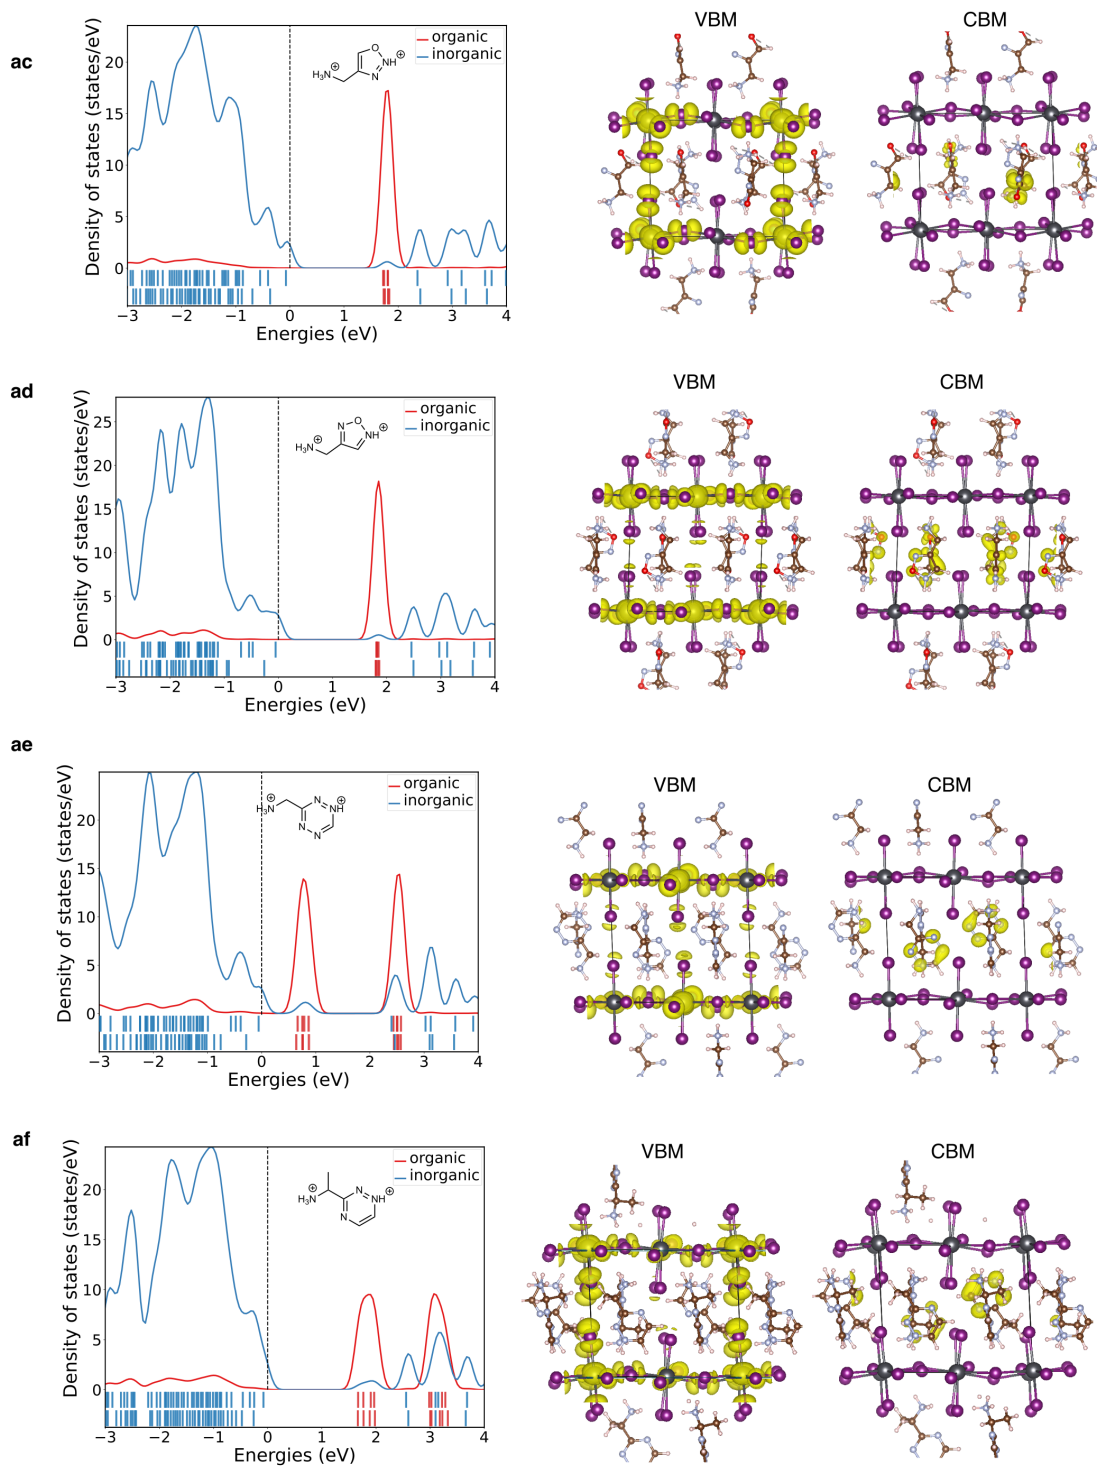 ac
Density of states (states/eV)
20
15
10
5
0
organic
inorganic
H₃N ⊕ O N NH ⊕
−3 −2 −1 0 1 2 3 4
Energies (eV)
VBM CBM
ad
Density of states (states/eV)
25
20
15
10
5
0
organic
inorganic
H₃N ⊕ N O NH ⊕
−3 −2 −1 0 1 2 3 4
Energies (eV)
VBM CBM
ae
Density of states (states/eV)
20
15
10
5
0
organic
inorganic
H₃N ⊕ N NH ⊕ N N
−3 −2 −1 0 1 2 3 4
Energies (eV)
VBM CBM
af
Density of states (states/eV)
20
15
10
5
0
organic
inorganic
H₃N ⊕ N NH ⊕ N
−3 −2 −1 0 1 2 3 4
Energies (eV)
VBM CBM